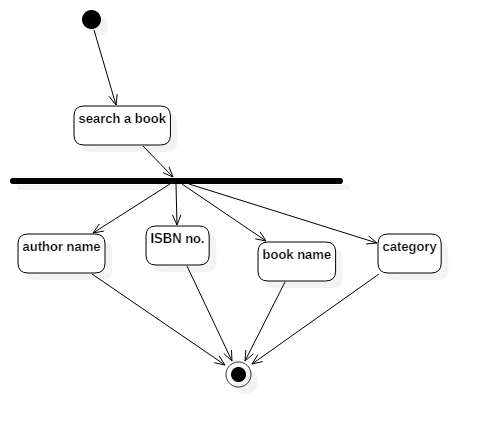 search a book
author name
ISBN no.
book name
category